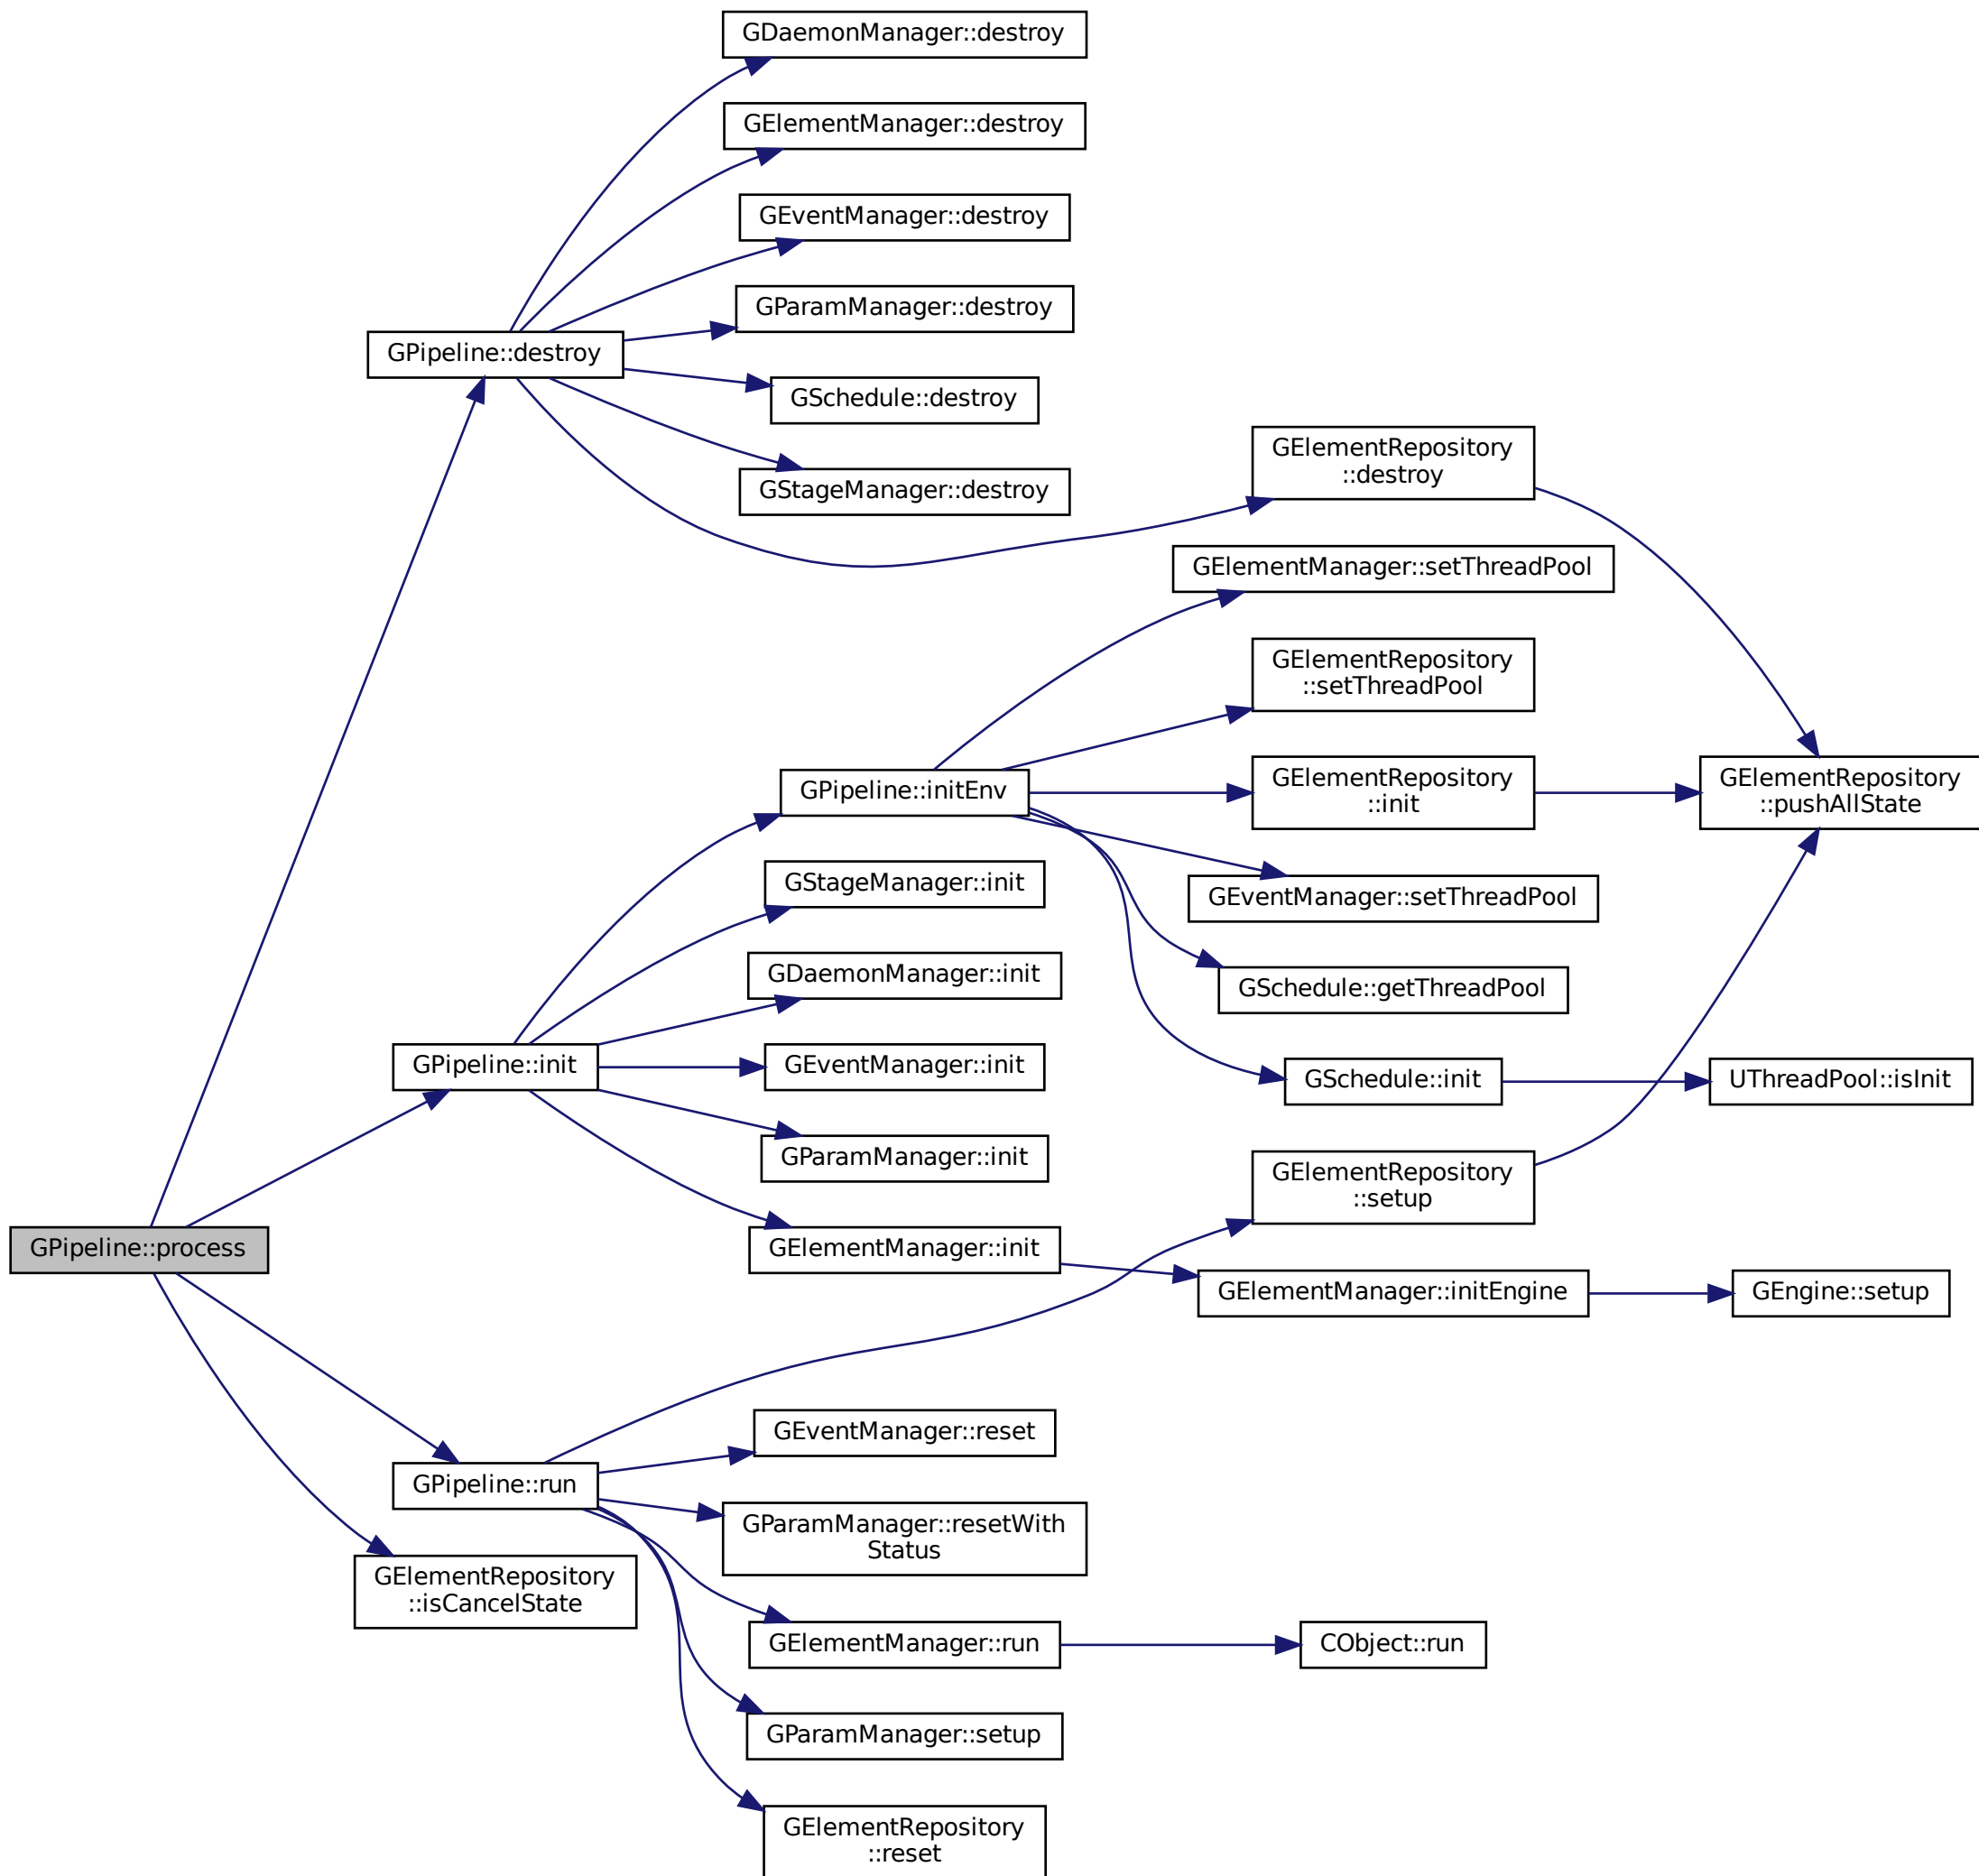 GDaemonManager::destroy
GElementManager::destroy
GEventManager::destroy
GParamManager::destroy
GPipeline::destroy
GSchedule::destroy
GElementRepository
::destroy
GStageManager::destroy
GElementManager::setThreadPool
GElementRepository
::setThreadPool
GPipeline::initEnv
GElementRepository
::init
GElementRepository
::pushAllState
GStageManager::init
GEventManager::setThreadPool
GDaemonManager::init
GSchedule::getThreadPool
GPipeline::init
GEventManager::init
GSchedule::init
UThreadPool::isInit
GParamManager::init
GElementRepository
::setup
GPipeline::process
GElementManager::init
GElementManager::initEngine
GEngine::setup
GEventManager::reset
GPipeline::run
GParamManager::resetWith
Status
GElementRepository
::isCancelState
GElementManager::run
CObject::run
GParamManager::setup
GElementRepository
::reset